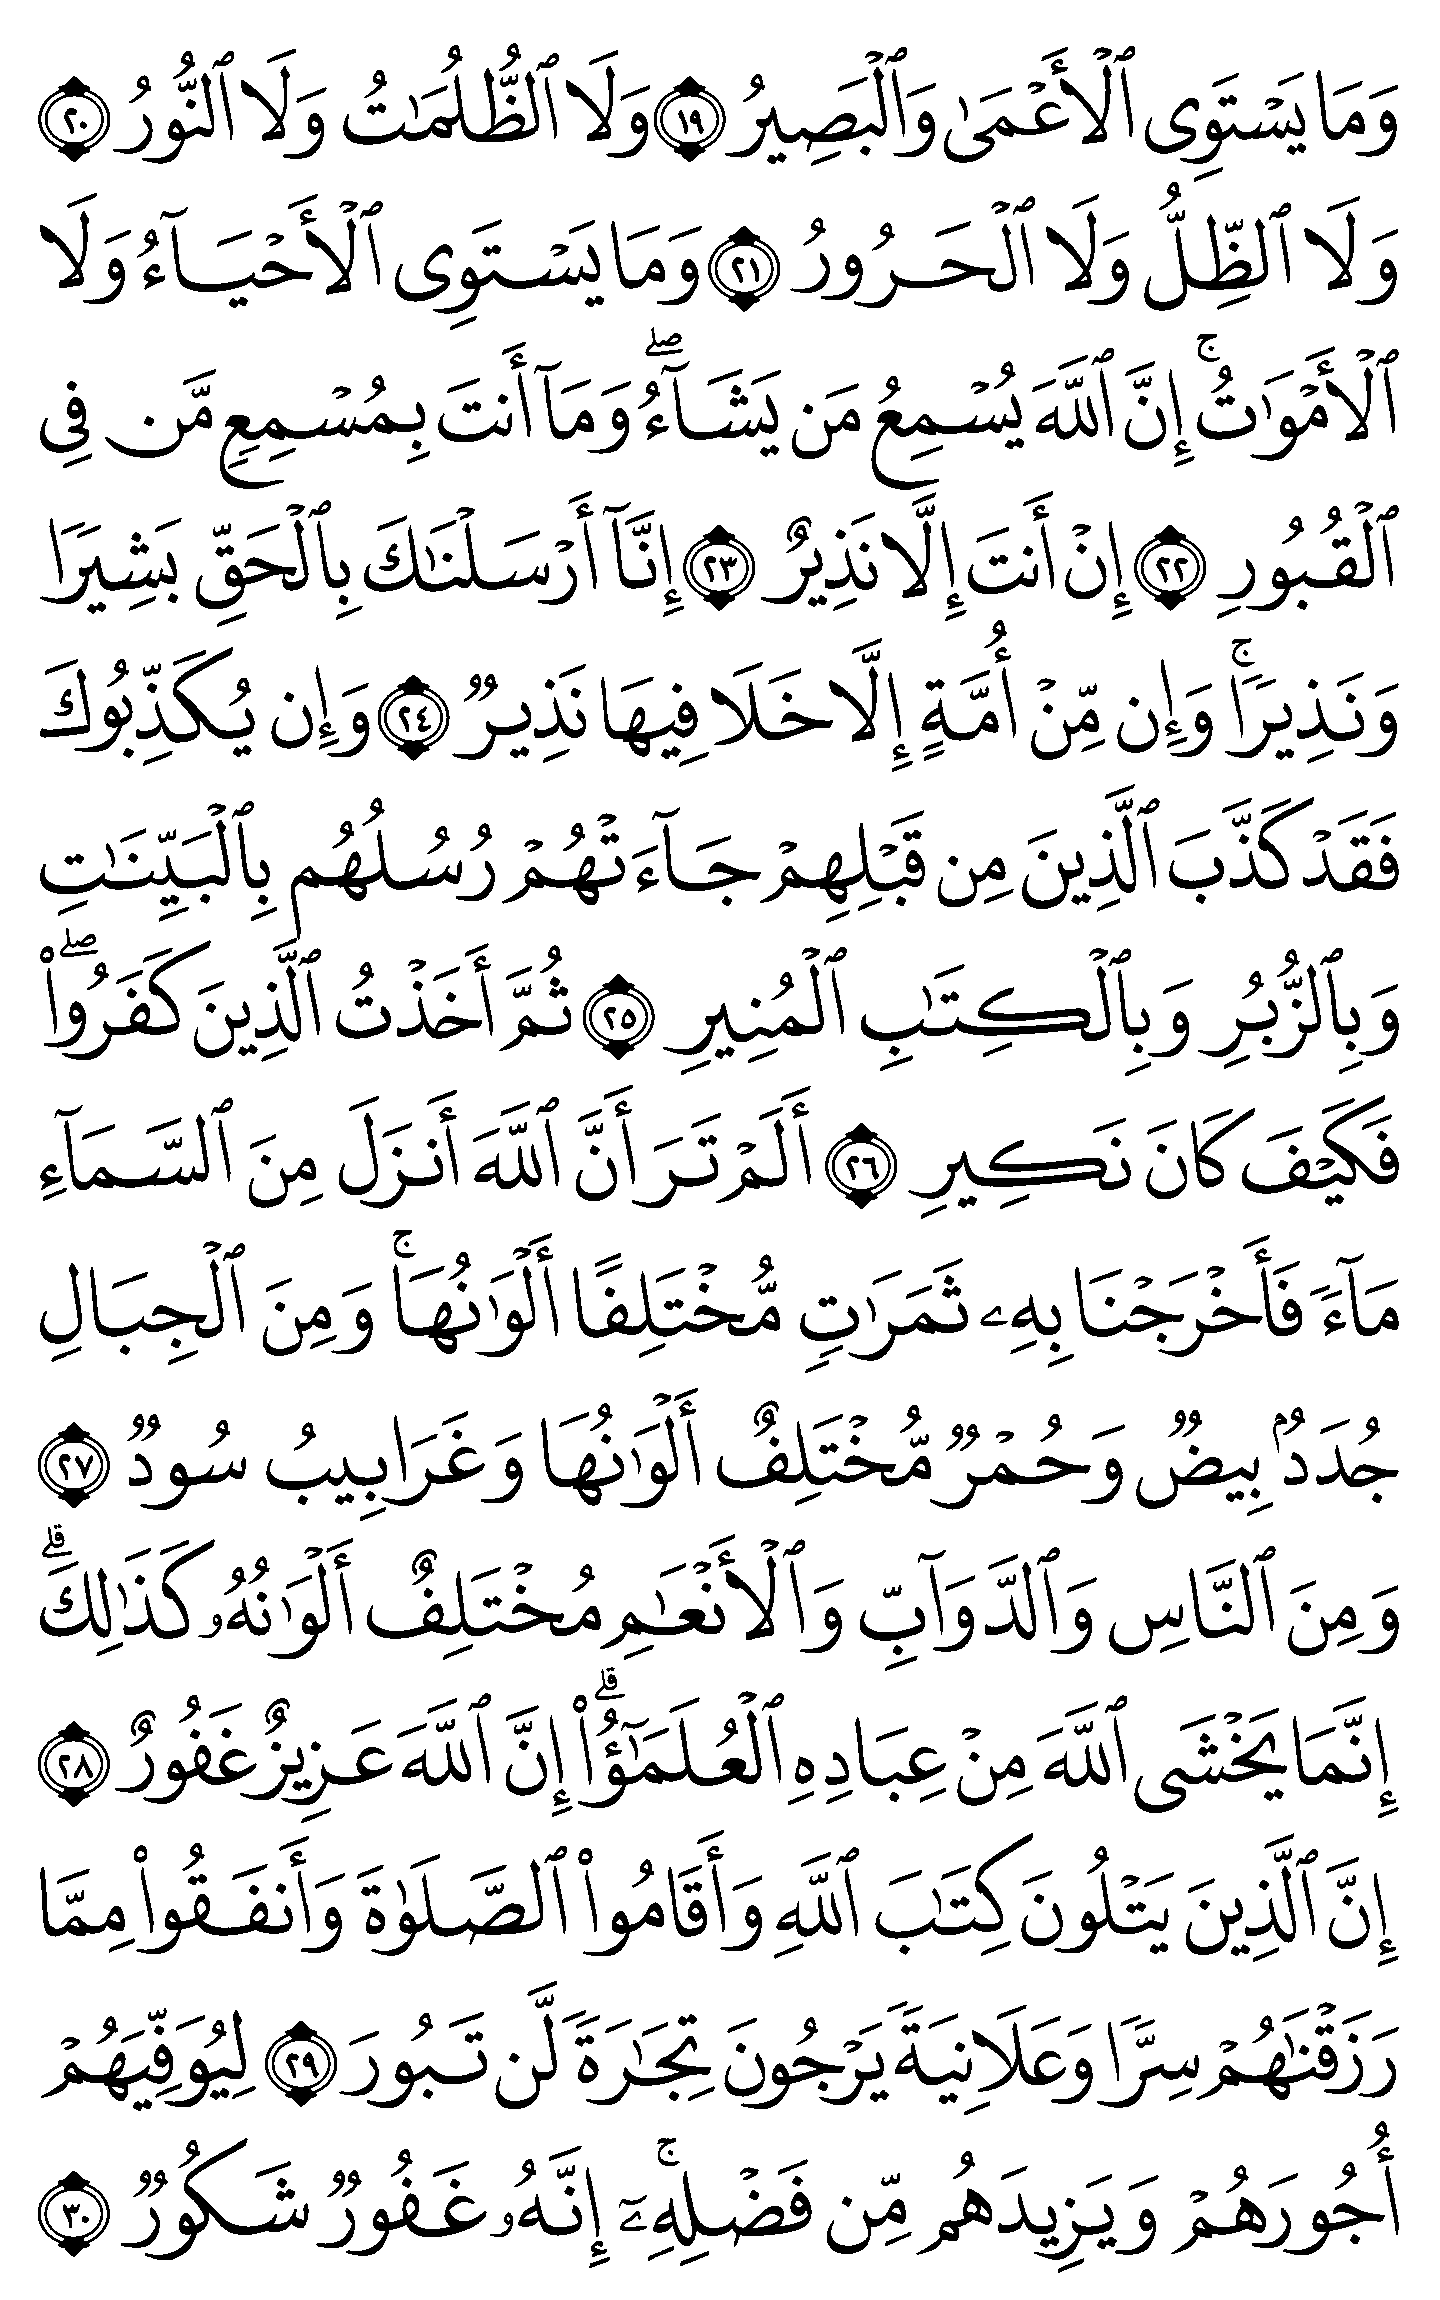 وَمَا يَسۡتَوِي ٱلۡأَعۡمَىٰ وَٱلۡبَصِيرُ ١٩ وَلَا ٱلظُّلُمَٰتُ وَلَا ٱلنُّورُ ٢٠
وَلَا ٱلظِّلُّ وَلَا ٱلۡحَرُورُ ٢١ وَمَا يَسۡتَوِي ٱلۡأَحۡيَآءُ وَلَا
ٱلۡأَمۡوَٰتُۚ إِنَّ ٱللَّهَ يُسۡمِعُ مَن يَشَآءُۖ وَمَآ أَنتَ بِمُسۡمِعٖ مَّن فِي
ٱلۡقُبُورِ ٢٢ إِنۡ أَنتَ إِلَّا نَذِيرٌ ٢٣ إِنَّآ أَرۡسَلۡنَٰكَ بِٱلۡحَقِّ بَشِيرٗا
وَنَذِيرٗاۚ وَإِن مِّنۡ أُمَّةٍ إِلَّا خَلَا فِيهَا نَذِيرٞ ٢٤ وَإِن يُكَذِّبُوكَ
فَقَدۡ كَذَّبَ ٱلَّذِينَ مِن قَبۡلِهِمۡ جَآءَتۡهُمۡ رُسُلُهُم بِٱلۡبَيِّنَٰتِ
وَبِٱلزُّبُرِ وَبِٱلۡكِتَٰبِ ٱلۡمُنِيرِ ٢٥ ثُمَّ أَخَذۡتُ ٱلَّذِينَ كَفَرُواْۖ
فَكَيۡفَ كَانَ نَكِيرِ ٢٦ أَلَمۡ تَرَ أَنَّ ٱللَّهَ أَنزَلَ مِنَ ٱلسَّمَآءِ
مَآءٗ فَأَخۡرَجۡنَا بِهِۦ ثَمَرَٰتٖ مُّخۡتَلِفًا أَلۡوَٰنُهَاۚ وَمِنَ ٱلۡجِبَالِ
جُدَدُۢ بِيضٞ وَحُمۡرٞ مُّخۡتَلِفٌ أَلۡوَٰنُهَا وَغَرَابِيبُ سُودٞ ٢٧
وَمِنَ ٱلنَّاسِ وَٱلدَّوَآبِّ وَٱلۡأَنۡعَٰمِ مُخۡتَلِفٌ أَلۡوَٰنُهُۥ كَذَٰلِكَۗ
إِنَّمَا يَخۡشَى ٱللَّهَ مِنۡ عِبَادِهِ ٱلۡعُلَمَٰٓؤُاْۗ إِنَّ ٱللَّهَ عَزِيزٌ غَفُورٌ ٢٨
إِنَّ ٱلَّذِينَ يَتۡلُونَ كِتَٰبَ ٱللَّهِ وَأَقَامُواْ ٱلصَّلَوٰةَ وَأَنفَقُواْ مِمَّا
رَزَقۡنَٰهُمۡ سِرّٗا وَعَلَانِيَةٗ يَرۡجُونَ تِجَٰرَةٗ لَّن تَبُورَ ٢٩ لِيُوَفِّيَهُمۡ
أُجُورَهُمۡ وَيَزِيدَهُم مِّن فَضۡلِهِۦٓۚ إِنَّهُۥ غَفُورٞ شَكُورٞ ٣٠